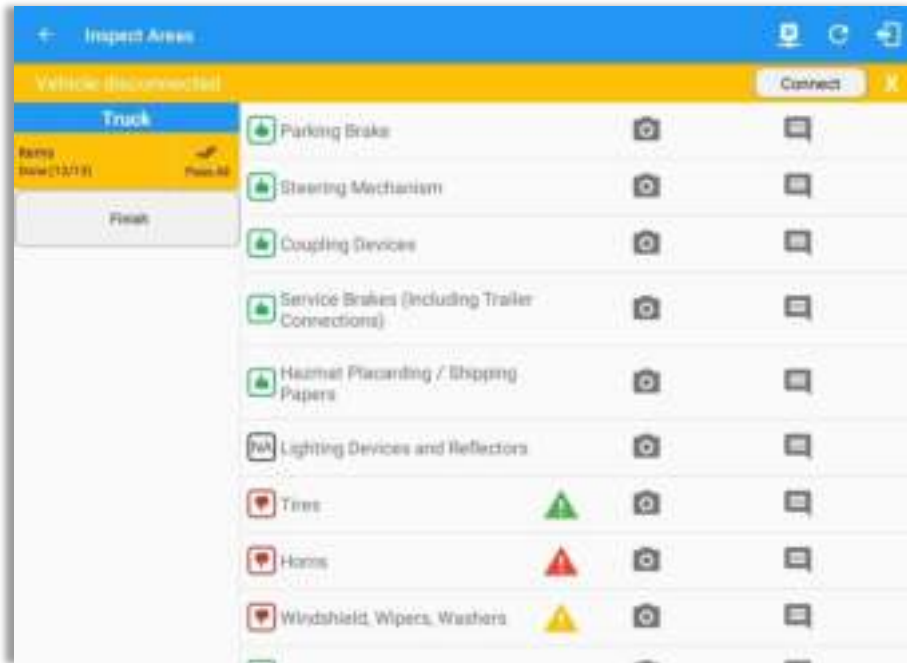 Inspect Areas
Vehicle disconnected
Connect
X
Truck
Items
Done (12/13)
Pass All
Finish
Parking Brake
Steering Mechanism
Coupling Devices
Service Brakes (Including Trailer
Connections)
Hazmat Placarding / Shipping
Papers
N/A Lighting Devices and Reflectors
Tires
Horns
Windshield, Wipers, Washers